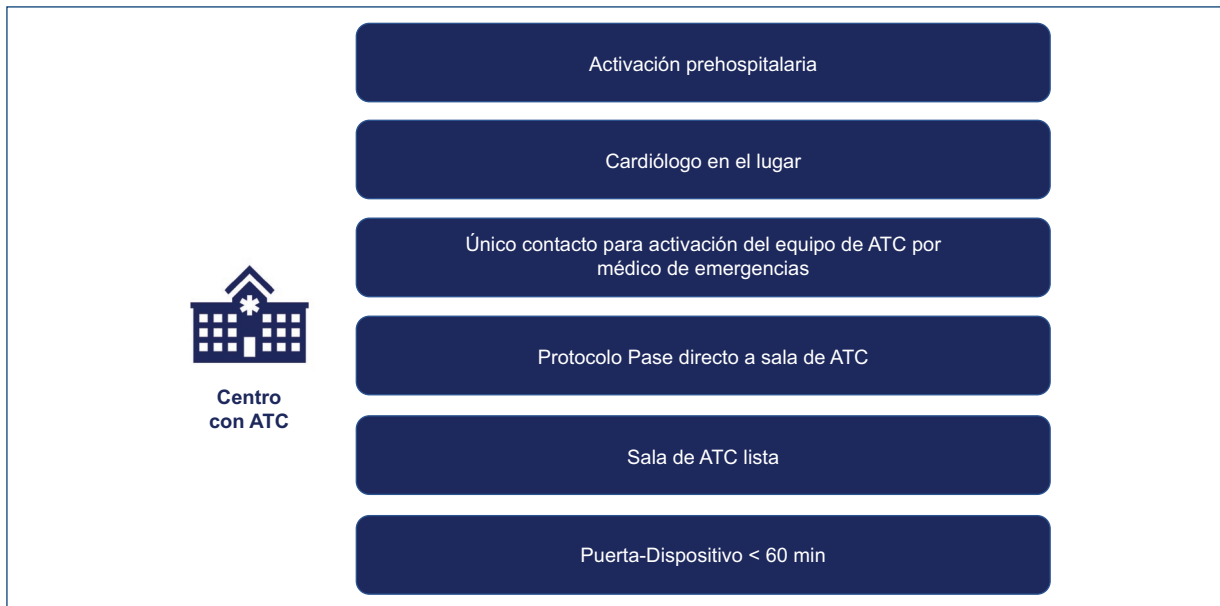 Activación prehospitalaria
Cardiólogo en el lugar
Único contacto para activación del equipo de ATC por
médico de emergencias
Protocolo Pase directo a sala de ATC
Centro
con ATC
Sala de ATC lista
Puerta-Dispositivo < 60 min